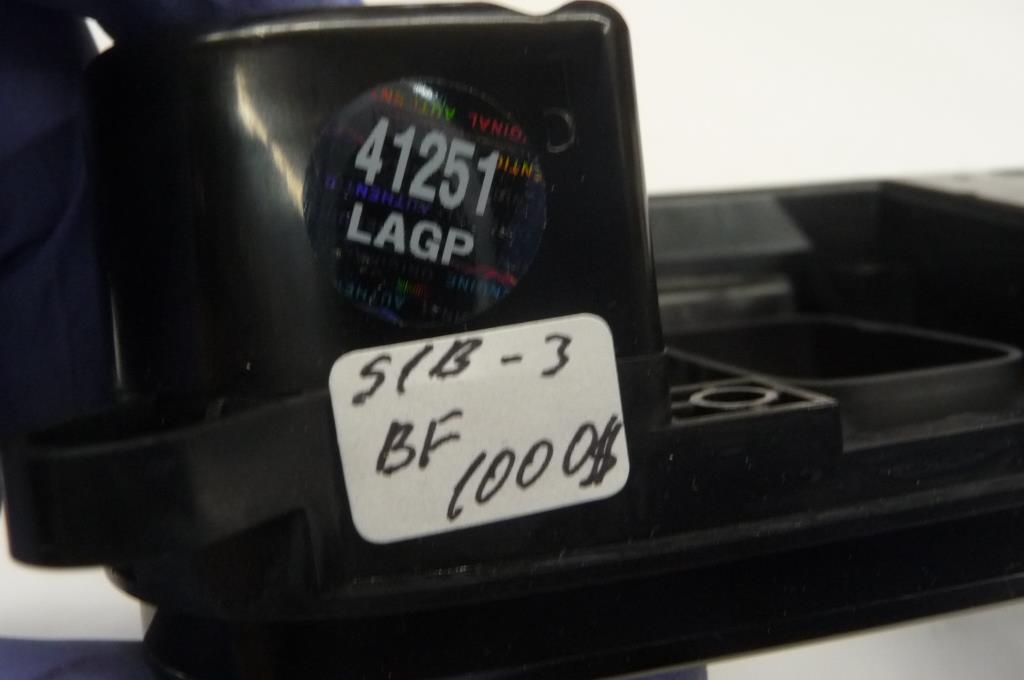 41251
LAGP
S1B-3
BF
1000$